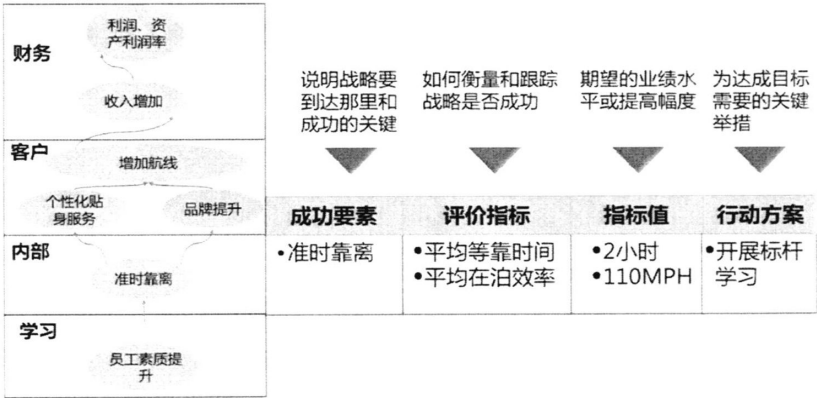 财务
利润、资
产利润率
收入增加
客户
增加航线
个性化贴
身服务
品牌提升
内部
准时靠离
学习
员工素质提
升
说明战略要
到达那里和
成功的关键
如何衡量和跟踪
战略是否成功
期望的业绩水
平或提高幅度
为达成目标
需要的关键
举措
成功要素
评价指标
指标值
行动方案
•准时靠离
•平均等靠时间
•平均在泊效率
•2小时
•110MPH
•开展标杆
学习